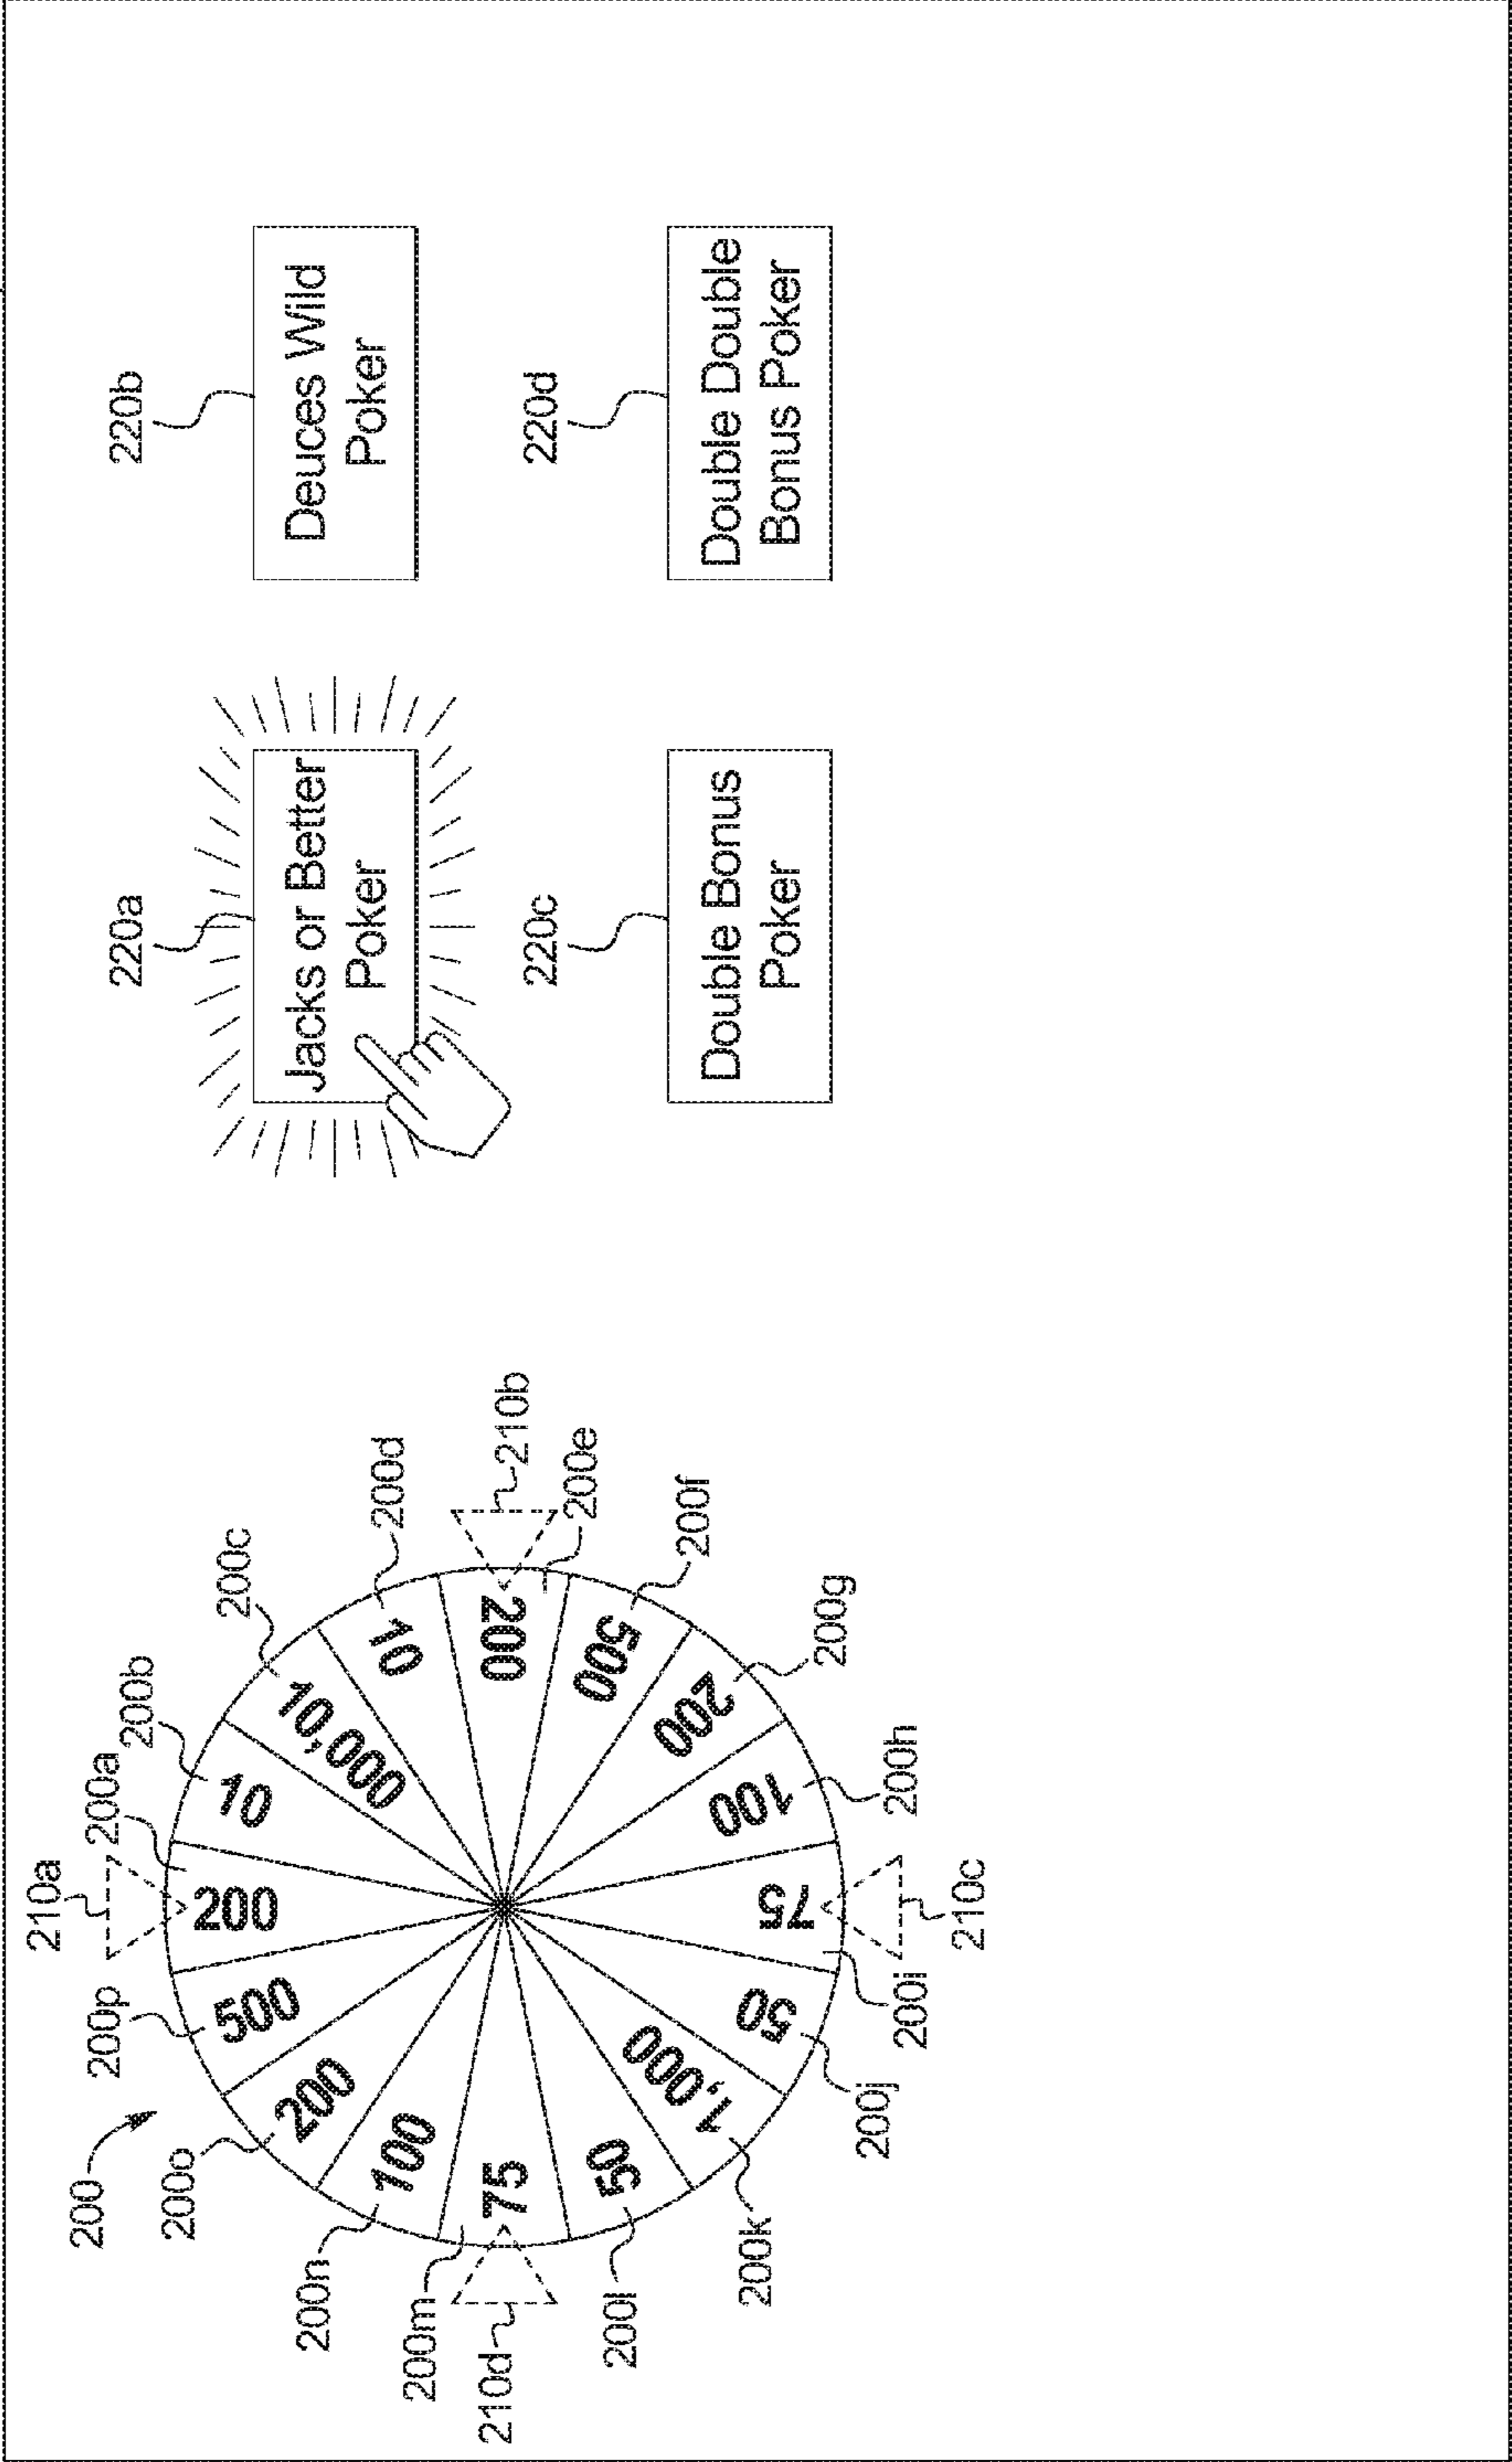 210a
200
200p
200a
200b
200o
200c
500
200
10
200
10,000
200n
100
10
200d
200m
210b
75
200
200e
210d
50
500
200l
200f
1,000
200
200k
50
75
100
200g
200j
200i
200h
210c
220a
220b
Jacks or Better
Poker
Deuces Wild
Poker
220c
220d
Double Bonus
Poker
Double Double
Bonus Poker